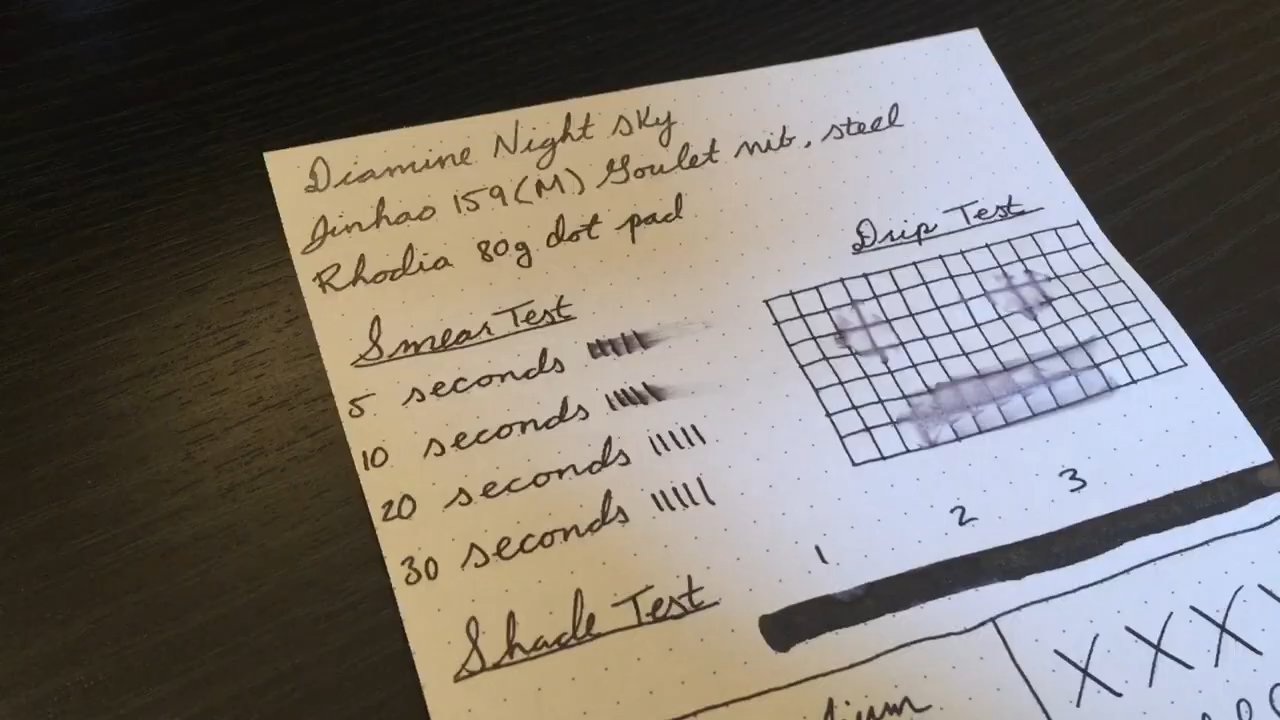 Diamine Night Sky
Jinhao 159 (M) Goulet nib, steel
Rhodia 80g dot pad
Drip Test
Smear Test
5 seconds
10 seconds
20 seconds
30 seconds
1 2 3
Shade Test
X X X